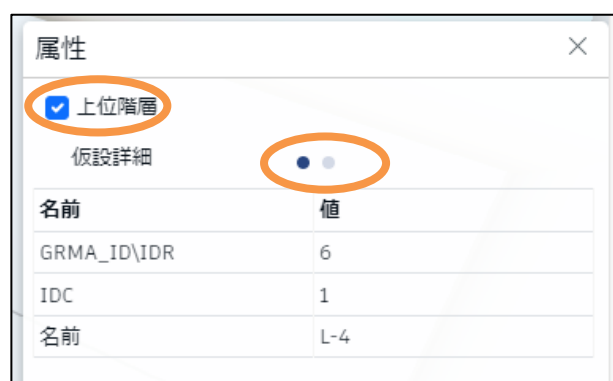 属性
上位階層
仮設詳細
名前 値
GRMA_ID\IDR 6
IDC 1
名前 L-4